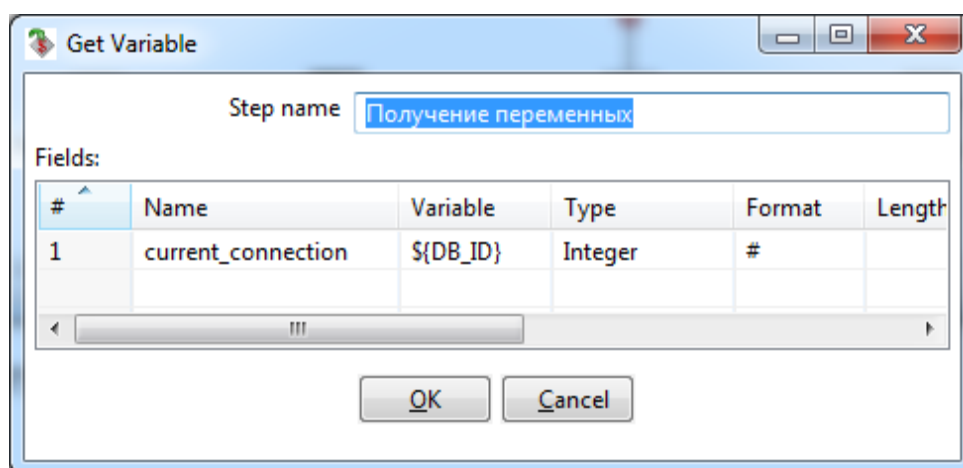 Get Variable
Step name Получение переменных
Fields:
# Name Variable Type Format Length
1 current_connection ${DB_ID} Integer #
OK Cancel